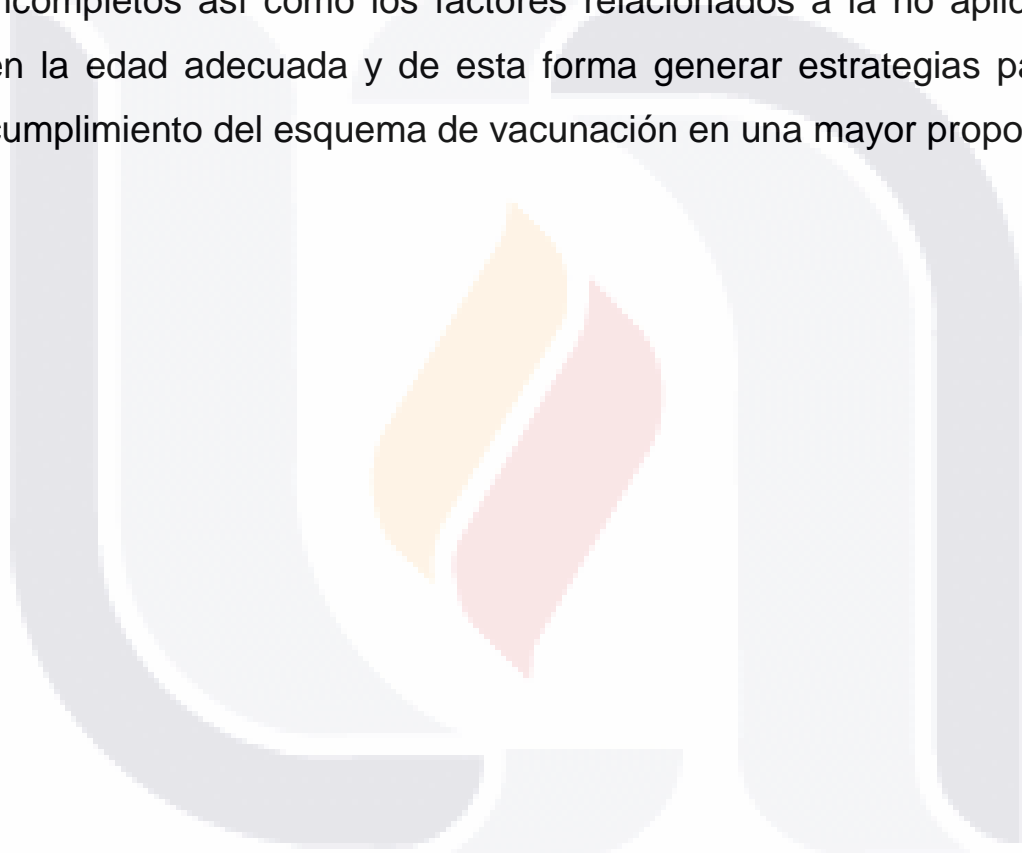 ncompletos así como los factores relacionados a la no aplic
en la edad adecuada y de esta forma generar estrategias pa
cumplimiento del esquema de vacunación en una mayor propo